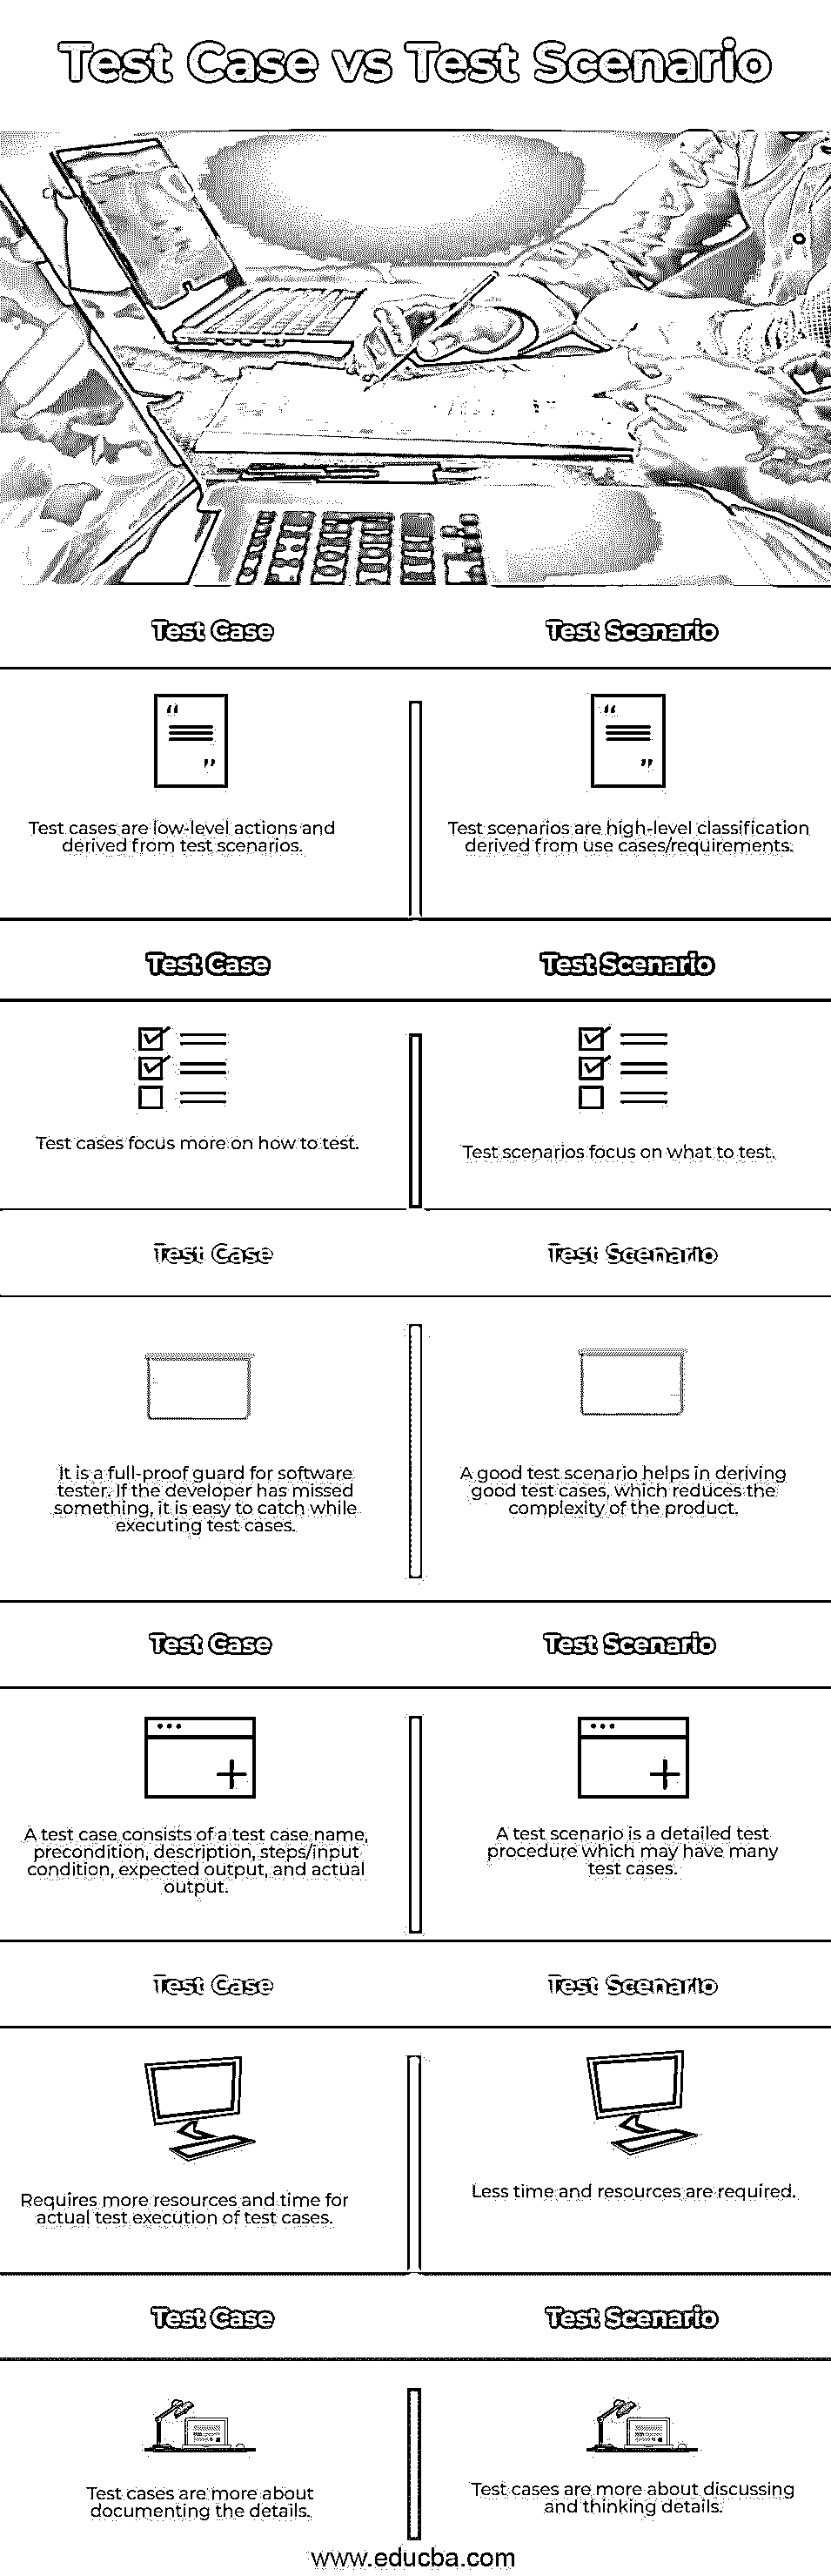 Test Case vs Test Scenario
Test Case
Test Scenario
Test cases are low-level actions and
derived from test scenarios.
Test scenarios are high-level classification
derived from use cases/requirements.
Test Case
Test Scenario
Test cases focus more on how to test.
Test scenarios focus on what to test.
Test Case
Test Scenario
It is a full-proof guard for software
tester. If the developer has missed
something, it is easy to catch while
executing test cases.
A good test scenario helps in deriving
good test cases, which reduces the
complexity of the product.
Test Case
Test Scenario
A test case consists of a test case name,
precondition, description, steps/input
condition, expected output, and actual
output.
A test scenario is a detailed test
procedure which may have many
test cases.
Test Case
Test Scenario
Requires more resources and time for
actual test execution of test cases.
Less time and resources are required.
Test Case
Test Scenario
Test cases are more about
documenting the details.
Test cases are more about discussing
and thinking details.
www.educba.com